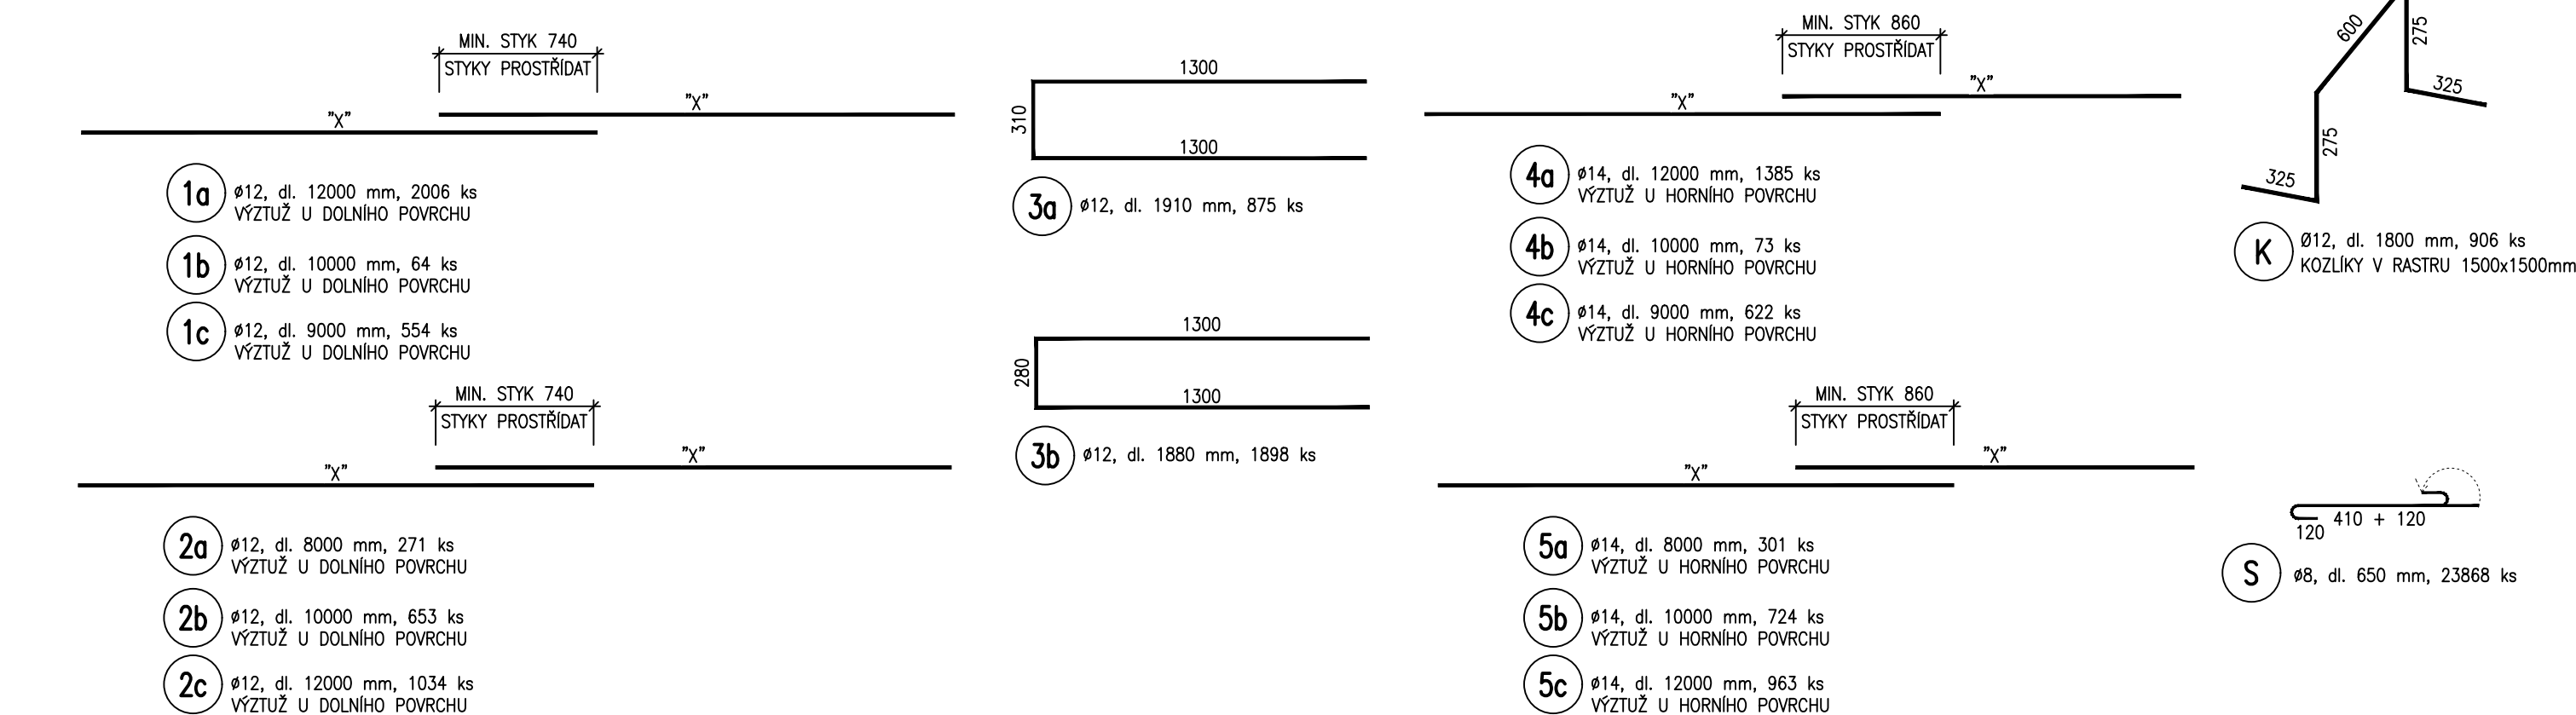 MIN. STYK 740
STYKY PROSTŘÍDAT
"X"
"X"
1a
ø12, dl. 12000 mm, 2006 ks
VÝZTUŽ U DOLNÍHO POVRCHU
1b
ø12, dl. 10000 mm, 64 ks
VÝZTUŽ U DOLNÍHO POVRCHU
1c
ø12, dl. 9000 mm, 554 ks
VÝZTUŽ U DOLNÍHO POVRCHU
MIN. STYK 740
STYKY PROSTŘÍDAT
"X"
"X"
2a
ø12, dl. 8000 mm, 271 ks
VÝZTUŽ U DOLNÍHO POVRCHU
2b
ø12, dl. 10000 mm, 653 ks
VÝZTUŽ U DOLNÍHO POVRCHU
2c
ø12, dl. 12000 mm, 1034 ks
VÝZTUŽ U DOLNÍHO POVRCHU
1300
310
1300
3a
ø12, dl. 1910 mm, 875 ks
1300
280
1300
3b
ø12, dl. 1880 mm, 1898 ks
MIN. STYK 860
STYKY PROSTŘÍDAT
"X"
"X"
4a
ø14, dl. 12000 mm, 1385 ks
VÝZTUŽ U HORNÍHO POVRCHU
4b
ø14, dl. 10000 mm, 73 ks
VÝZTUŽ U HORNÍHO POVRCHU
4c
ø14, dl. 9000 mm, 622 ks
VÝZTUŽ U HORNÍHO POVRCHU
MIN. STYK 860
STYKY PROSTŘÍDAT
"X"
"X"
5a
ø14, dl. 8000 mm, 301 ks
VÝZTUŽ U HORNÍHO POVRCHU
5b
ø14, dl. 10000 mm, 724 ks
VÝZTUŽ U HORNÍHO POVRCHU
5c
ø14, dl. 12000 mm, 963 ks
VÝZTUŽ U HORNÍHO POVRCHU
600
275
325
275
325
K
Ø12, dl. 1800 mm, 906 ks
KOZLÍKY V RASTRU 1500x1500mm
120
410 + 120
S
ø8, dl. 650 mm, 23868 ks